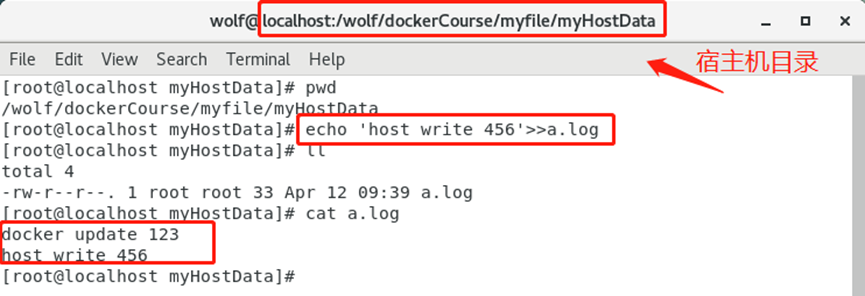 wolf@localhost:/wolf/dockerCourse/myfile/myHostData
File Edit View Search Terminal Help
宿主机目录
[root@localhost myHostData]# pwd
/wolf/dockerCourse/myfile/myHostData
[root@localhost myHostData]# echo 'host write 456'>>a.log
[root@localhost myHostData]# ll
total 4
-rw-r--r--. 1 root root 33 Apr 12 09:39 a.log
[root@localhost myHostData]# cat a.log
docker update 123
host write 456
[root@localhost myHostData]#